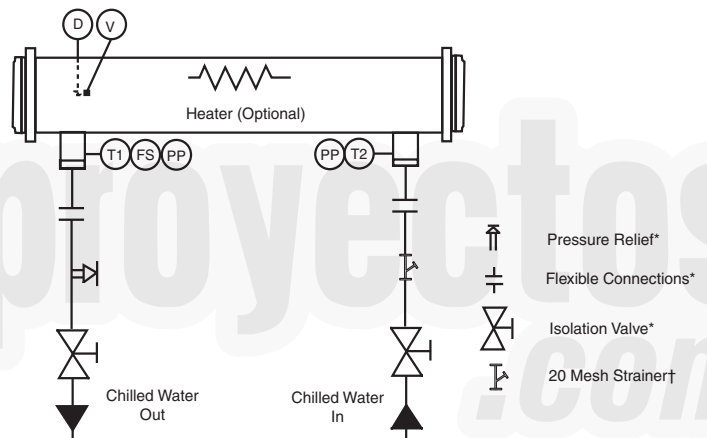 D V
Heater (Optional)
T1 FS PP PP T2
Pressure Relief*
Flexible Connections*
Isolation Valve*
20 Mesh Strainer†
Chilled Water
Out
Chilled Water
In
proyectos
.com